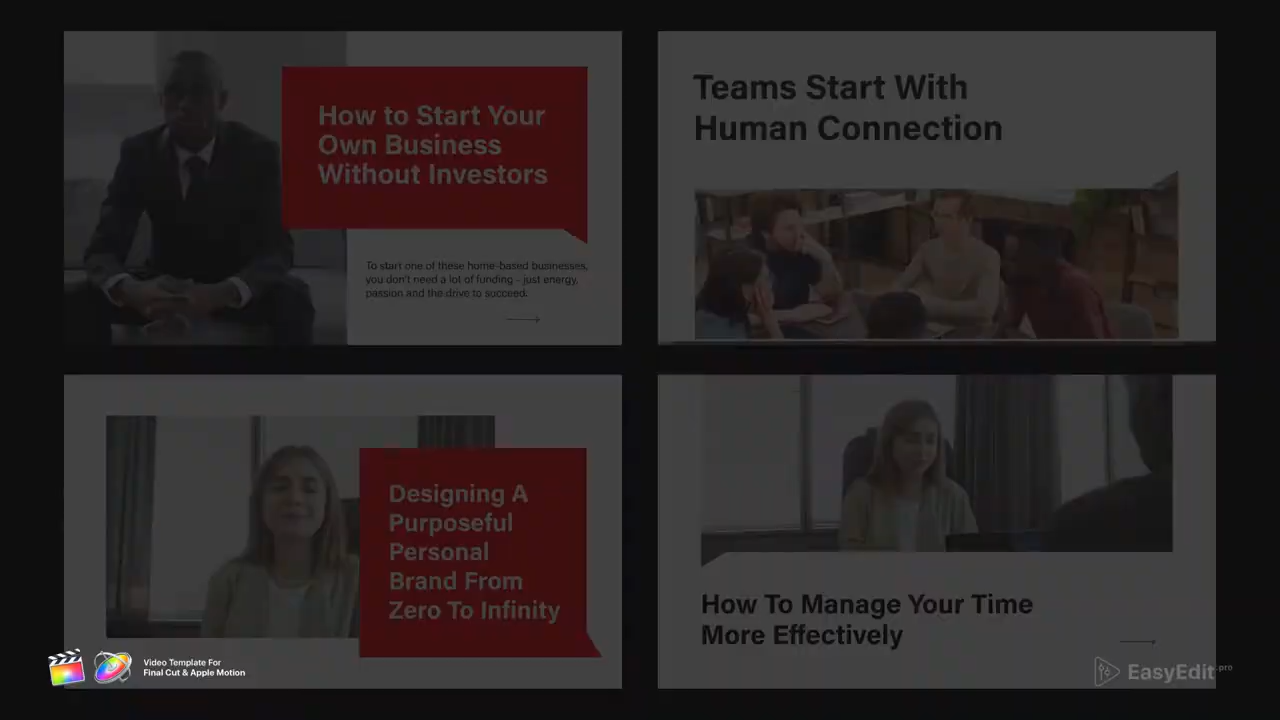 How to Start Your
Own Business
Without Investors
To start one of these home-based businesses,
you don't need a lot of funding – just energy,
passion and the drive to succeed.
Teams Start With
Human Connection
Designing A
Purposeful
Personal
Brand From
Zero To Infinity
How To Manage Your Time
More Effectively
Video Template For
Final Cut & Apple Motion
EasyEdit.pro